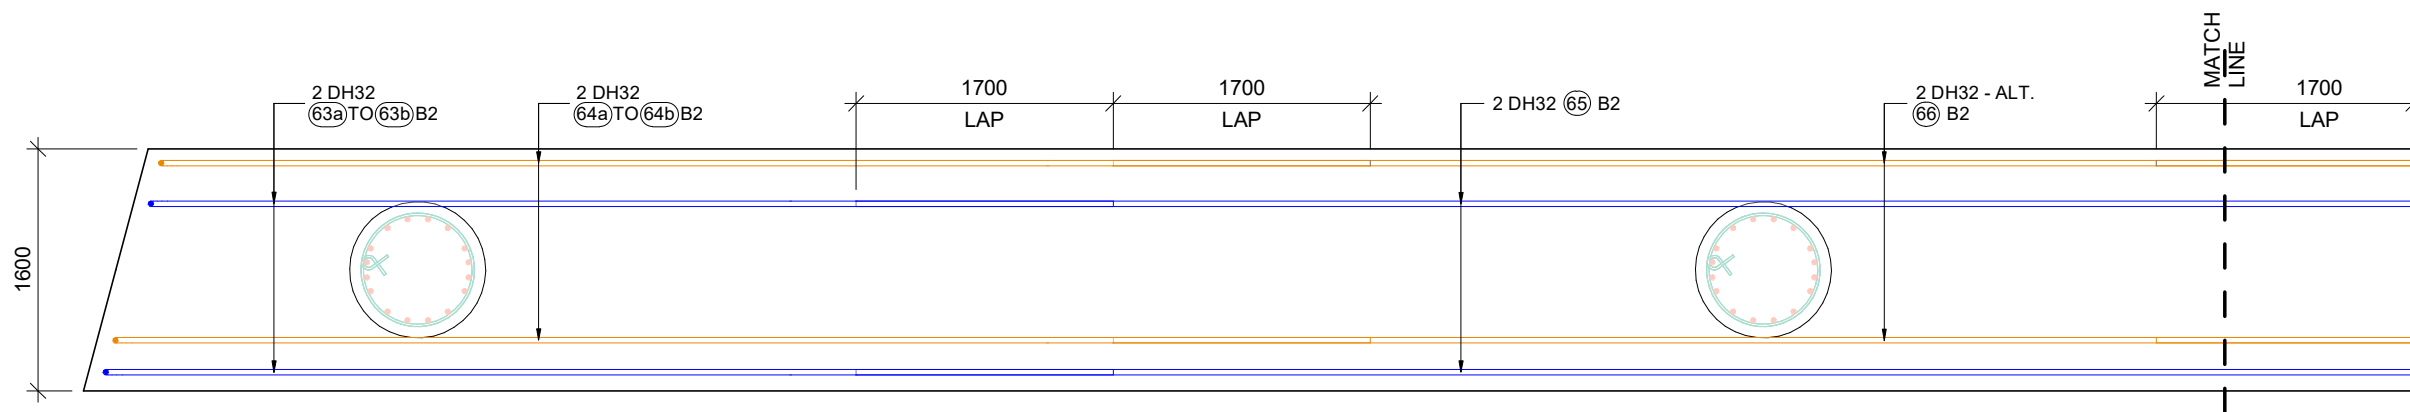 2 DH32
63a TO 63b B2
2 DH32
64a TO 64b B2
1700
LAP
1700
LAP
2 DH32 65 B2
2 DH32 - ALT.
66 B2
MATCH
LINE
1700
LAP
1600